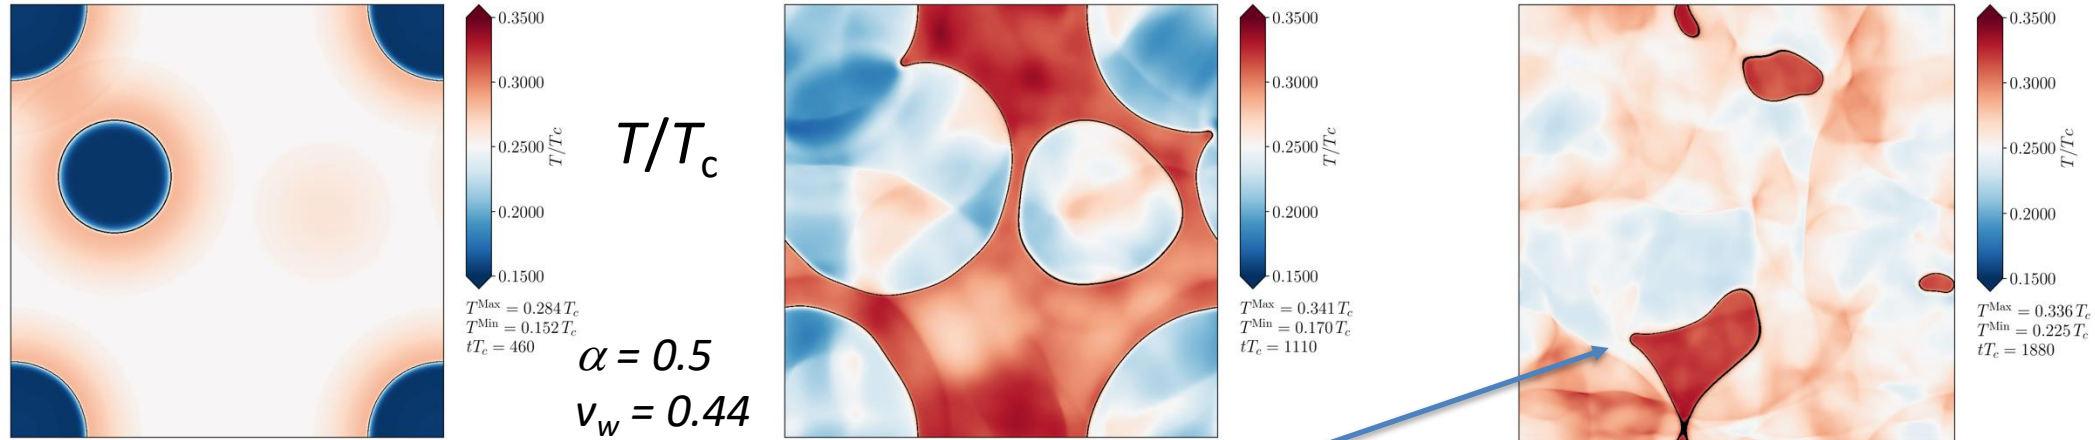 0.3500
0.3000
0.2500
0.2000
0.1500
T/Tc
T^Max = 0.284 T_c
T^Min = 0.152 T_c
tT_c = 460
T/T_c
α = 0.5
v_w = 0.44
0.3500
0.3000
0.2500
0.2000
0.1500
T/Tc
T^Max = 0.341 T_c
T^Min = 0.170 T_c
tT_c = 1110
0.3500
0.3000
0.2500
0.2000
0.1500
T/Tc
T^Max = 0.336 T_c
T^Min = 0.225 T_c
tT_c = 1880